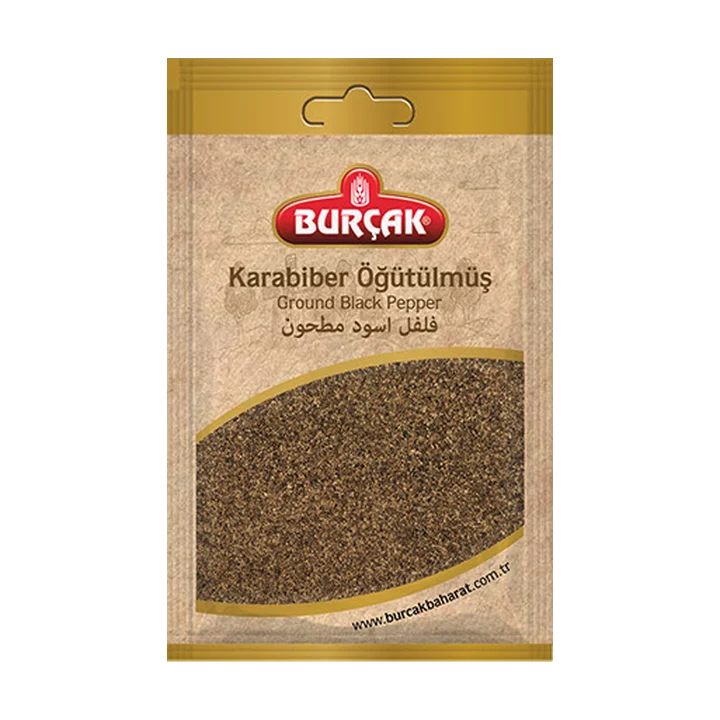 BURÇAK®
Karabiber Öğütülmüş
Ground Black Pepper
فلفل اسود مطحون
www.burcakbaharat.com.tr